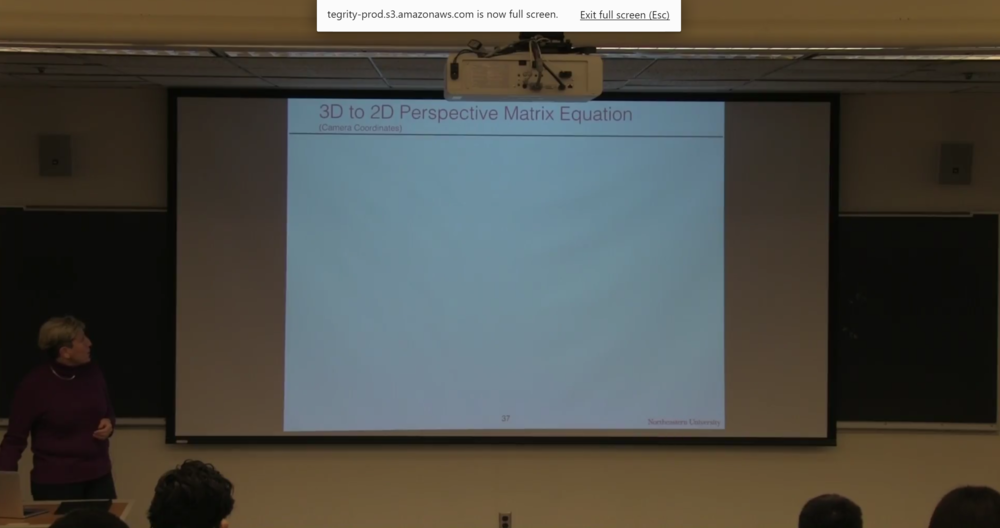 tegrity-prod.s3.amazonaws.com is now full screen. Exit full screen (Esc)
3D to 2D Perspective Matrix Equation
(Camera Coordinates)
37
Northeastern University